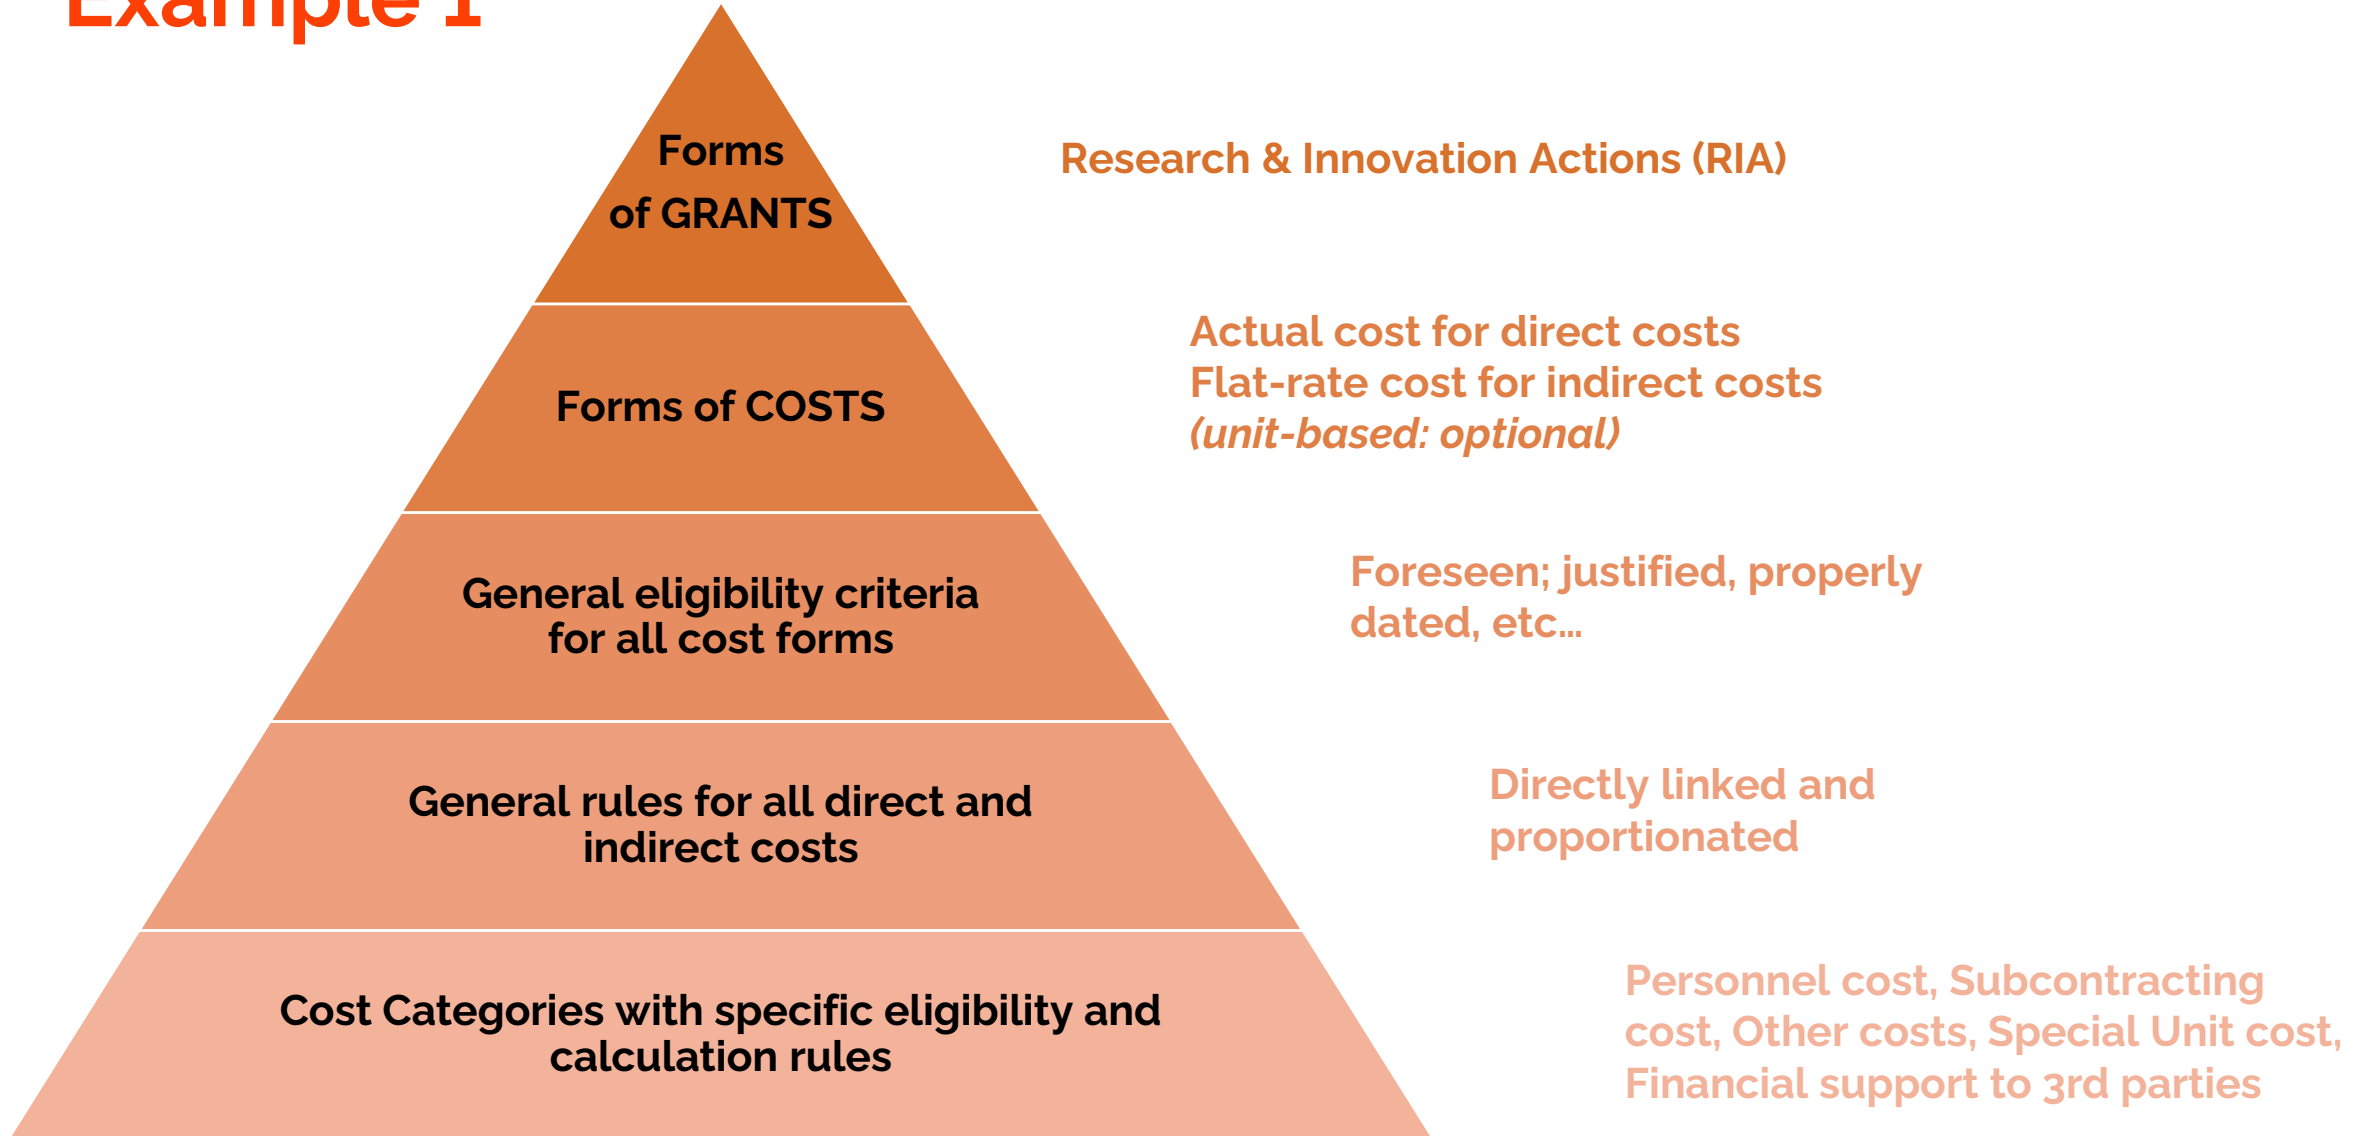 Example 1
Forms
of GRANTS
Research & Innovation Actions (RIA)
Forms of COSTS
Actual cost for direct costs
Flat-rate cost for indirect costs
(unit-based: optional)
General eligibility criteria
for all cost forms
Foreseen; justified, properly
dated, etc...
General rules for all direct and
indirect costs
Directly linked and
proportionated
Cost Categories with specific eligibility and
calculation rules
Personnel cost, Subcontracting
cost, Other costs, Special Unit cost,
Financial support to 3rd parties